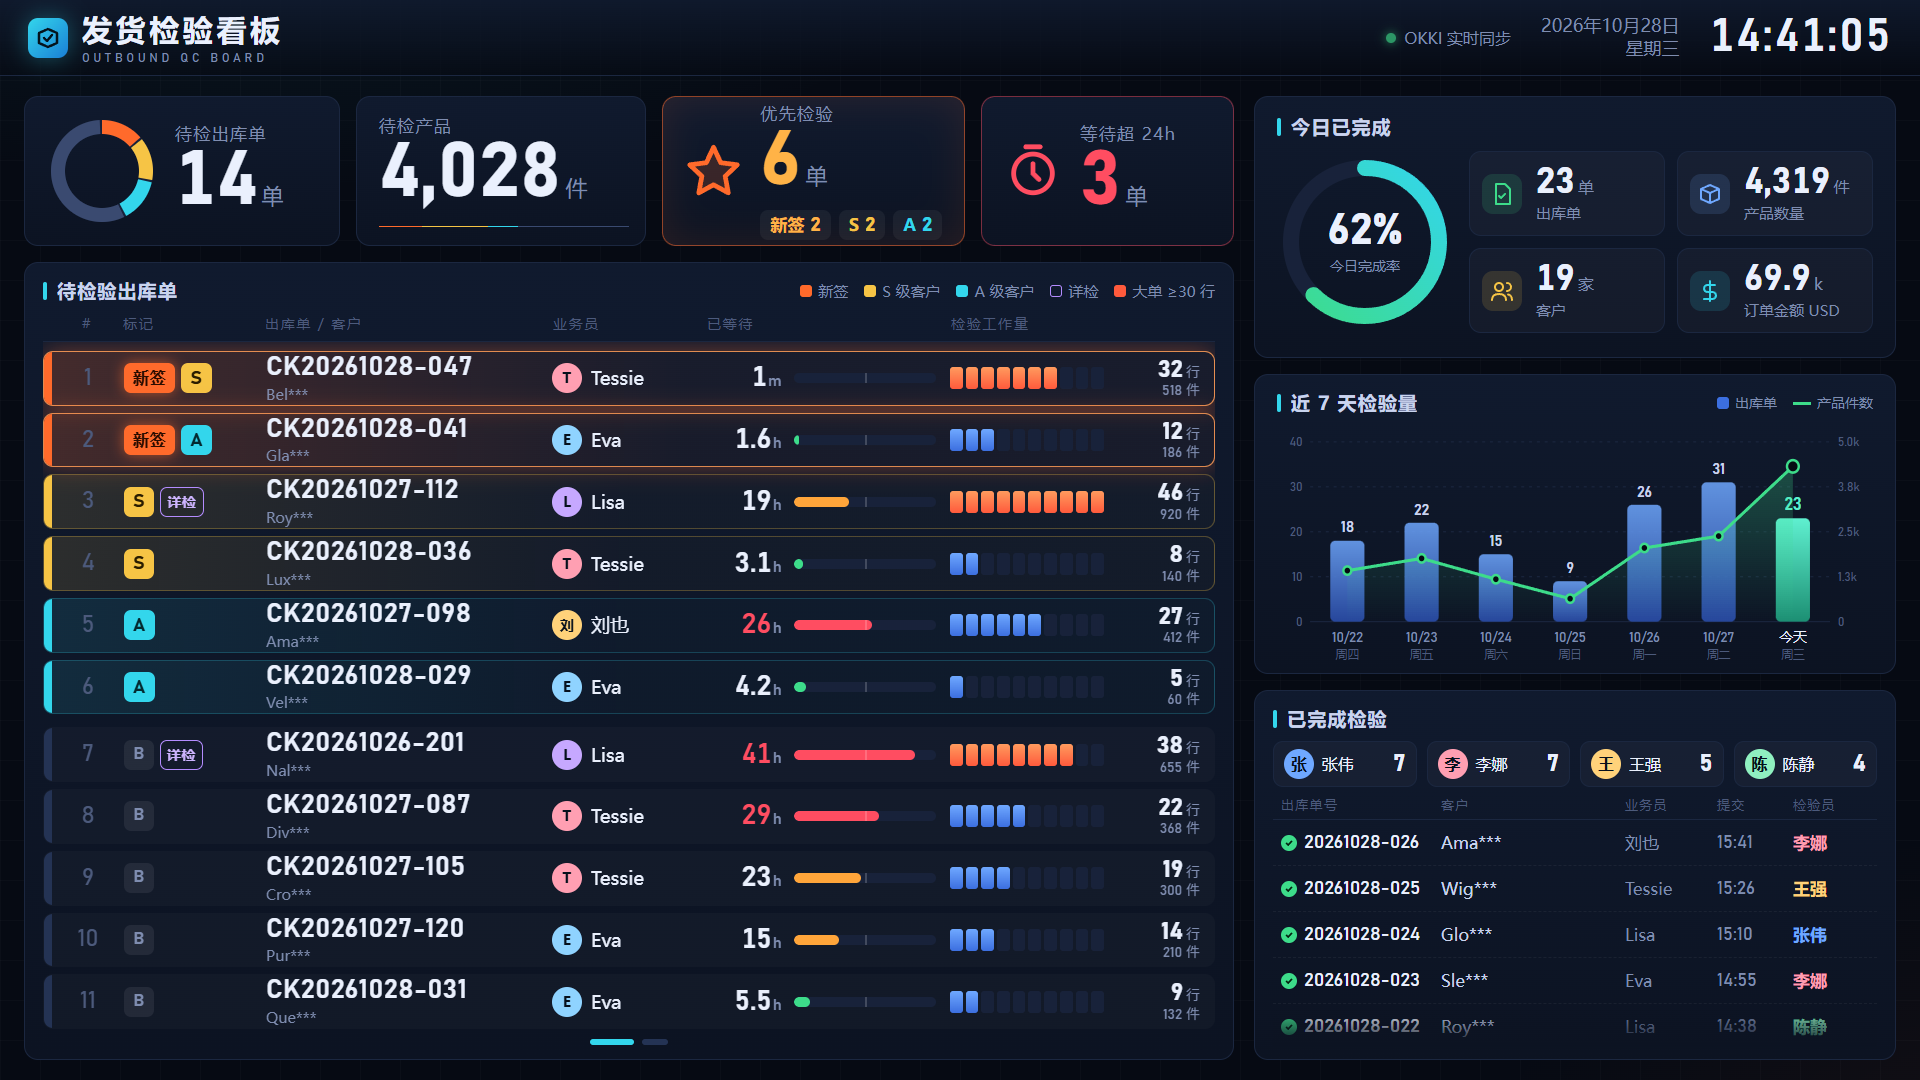 发货检验看板
OUTBOUND QC BOARD
OKKI 实时同步
2026年10月28日
星期三
14:41:05
待检出库单
14 单
待检产品
4,028 件
优先检验
6 单
新签 2 S 2 A 2
等待超 24h
3 单
待检验出库单
新签 S 级客户 A 级客户 详检 大单 ≥30 行
# 标记 出库单 / 客户 业务员 已等待 检验工作量
1 新签 S CK20261028-047 T Tessie 1m 32 行
Bel*** 518 件
2 新签 A CK20261028-041 E Eva 1.6h 12 行
Gla*** 186 件
3 S 详检 CK20261027-112 L Lisa 19h 46 行
Roy*** 920 件
4 S CK20261028-036 T Tessie 3.1h 8 行
Lux*** 140 件
5 A CK20261027-098 刘 刘也 26h 27 行
Ama*** 412 件
6 A CK20261028-029 E Eva 4.2h 5 行
Vel*** 60 件
7 B 详检 CK20261026-201 L Lisa 41h 38 行
Nal*** 655 件
8 B CK20261027-087 T Tessie 29h 22 行
Div*** 368 件
9 B CK20261027-105 T Tessie 23h 19 行
Cro*** 300 件
10 B CK20261027-120 E Eva 15h 14 行
Pur*** 210 件
11 B CK20261028-031 E Eva 5.5h 9 行
Que*** 132 件
今日已完成
62%
今日完成率
23 单
出库单
4,319 件
产品数量
19 家
客户
69.9 k
订单金额 USD
近 7 天检验量
出库单 产品件数
40 5.0k
30 3.8k
20 2.5k
10 1.3k
0 0
18 22 15 9 26 31 23
10/22 10/23 10/24 10/25 10/26 10/27 今天
周四 周五 周六 周日 周一 周二 周三
已完成检验
张 张伟 7 李 李娜 7 王 王强 5 陈 陈静 4
出库单号 客户 业务员 提交 检验员
20261028-026 Ama*** 刘也 15:41 李娜
20261028-025 Wig*** Tessie 15:26 王强
20261028-024 Glo*** Lisa 15:10 张伟
20261028-023 Sle*** Eva 14:55 李娜
20261028-022 Roy*** Lisa 14:38 陈静